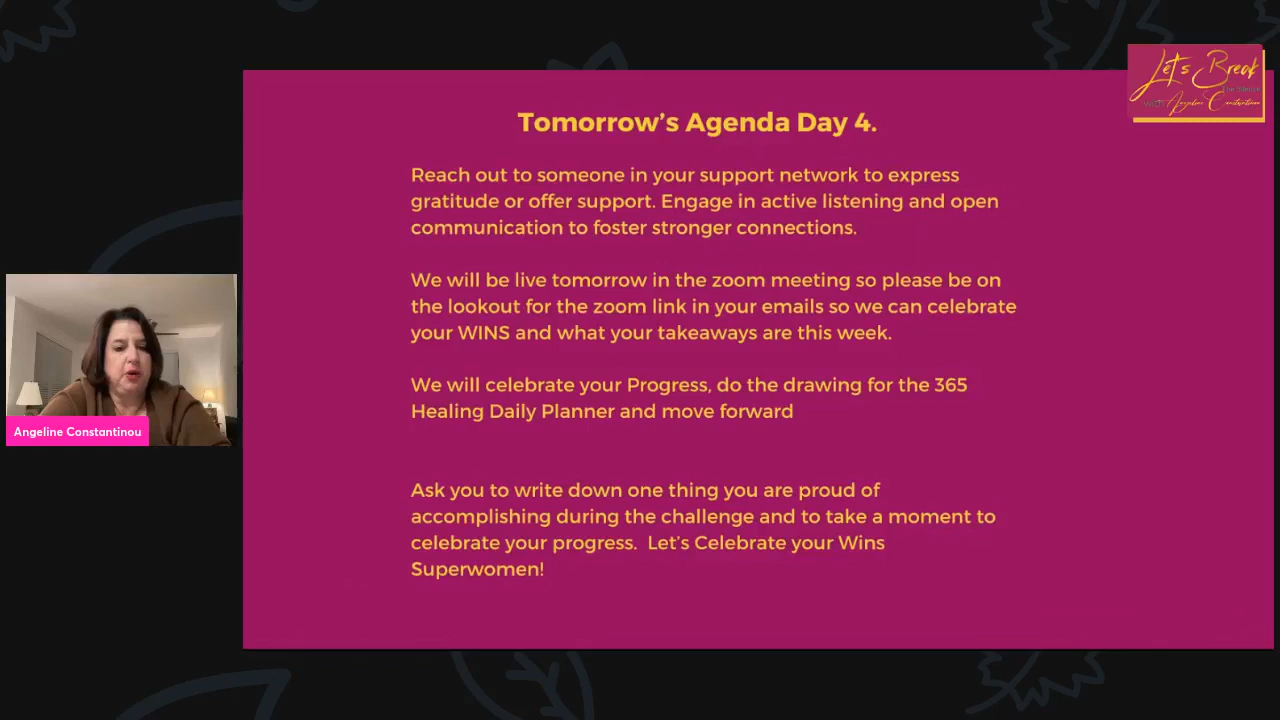 Let's Break
The Silence
with Angeline Constantinou
Tomorrow’s Agenda Day 4.
Reach out to someone in your support network to express
gratitude or offer support. Engage in active listening and open
communication to foster stronger connections.
We will be live tomorrow in the zoom meeting so please be on
the lookout for the zoom link in your emails so we can celebrate
your WINS and what your takeaways are this week.
We will celebrate your Progress, do the drawing for the 365
Healing Daily Planner and move forward
Ask you to write down one thing you are proud of
accomplishing during the challenge and to take a moment to
celebrate your progress.  Let’s Celebrate your Wins
Superwomen!
Angeline Constantinou